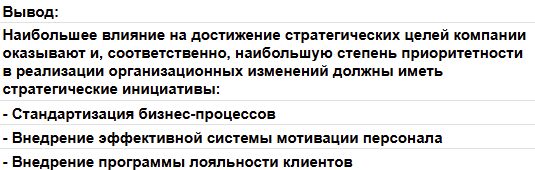 Вывод:
Наибольшее влияние на достижение стратегических целей компании
оказывают и, соответственно, наибольшую степень приоритетности
в реализации организационных изменений должны иметь
стратегические инициативы:
- Стандартизация бизнес-процессов
- Внедрение эффективной системы мотивации персонала
- Внедрение программы лояльности клиентов